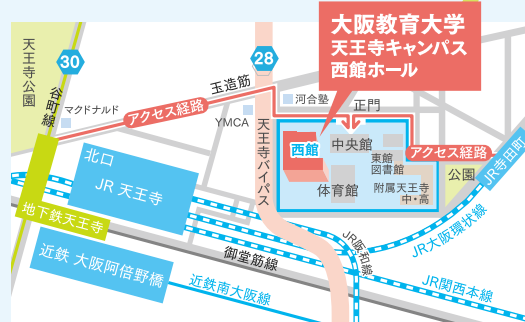 大阪教育大学
天王寺キャンパス
西館ホール
天王寺公園
30
谷町線
28
玉造筋
河合塾
正門
マクドナルド
アクセス経路
YMCA
天王寺バイパス
西館
中央館
東館
図書館
アクセス経路
JR寺田町
公園
北口
JR 天王寺
体育館
附属天王寺
中・高
地下鉄天王寺
御堂筋線
JR阪和線
JR大阪環状線
近鉄 大阪阿倍野橋
近鉄南大阪線
JR関西本線